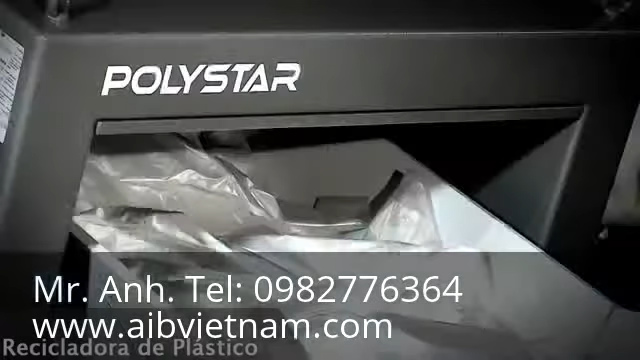 POLYSTAR
Mr. Anh. Tel: 0982776364
www.aibvietnam.com
Recicladora de Plástico